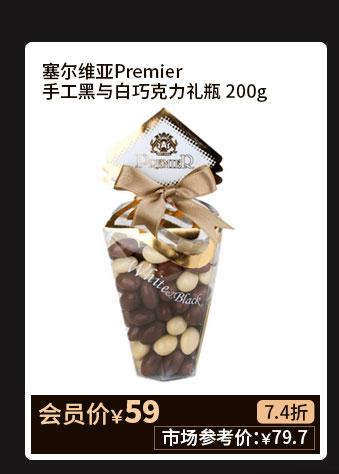 塞尔维亚Premier
手工黑与白巧克力礼瓶 200g
PREMIER
White & Black
会员价¥59
7.4折
市场参考价:¥79.7